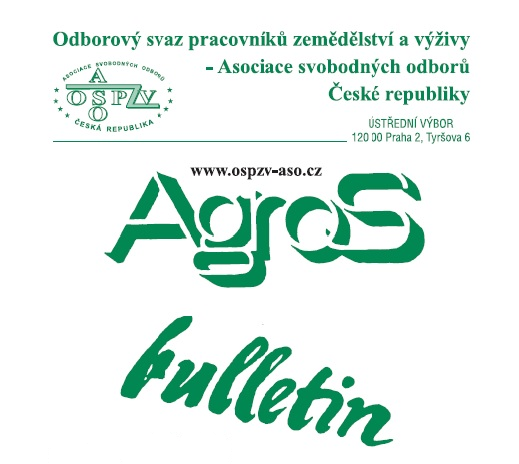 Odborový svaz pracovníků zemědělství a výživy
- Asociace svobodných odborů
České republiky
ASOCIACE SVOBODNÝCH ODBORŮ
ASO
OSPZV
ČESKÁ REPUBLIKA
ÚSTŘEDNÍ VÝBOR
120 00 Praha 2, Tyršova 6
www.ospzv-aso.cz
AgroS
bulletin